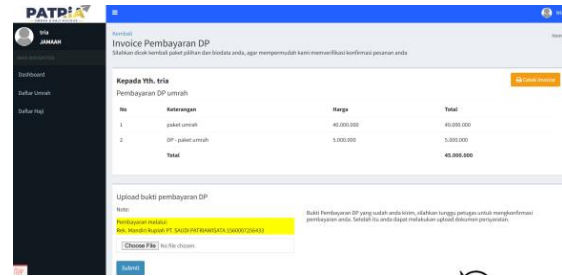 PATRIA
tria
JAMAAH
Dashboard
Daftar Umrah
Daftar Haji
Kembali
Invoice Pembayaran DP
Silahkan dicek kembali paket pilihan dan biodata anda, agar mempermudah kami memverifikasi konfirmasi pesanan anda
Kepada Yth. tria
Cetak Invoice
Pembayaran DP umrah
No Keterangan Harga Total
1 paket umrah 40.000.000 40.000.000
2 DP - paket umrah 5.000.000 5.000.000
Total 45.000.000
Upload bukti pembayaran DP
Note:
Pembayaran melalui:
Rek. Mandiri Rupiah PT. SAUDI PATRIAWISATA 1560007256433
Choose File No file chosen
Bukti Pembayaran DP yang sudah anda kirim, silahkan tunggu petugas untuk mengkonfirmasi
pembayaran anda. Setelah itu anda dapat melakukan upload dokumen persyaratan.
Submit